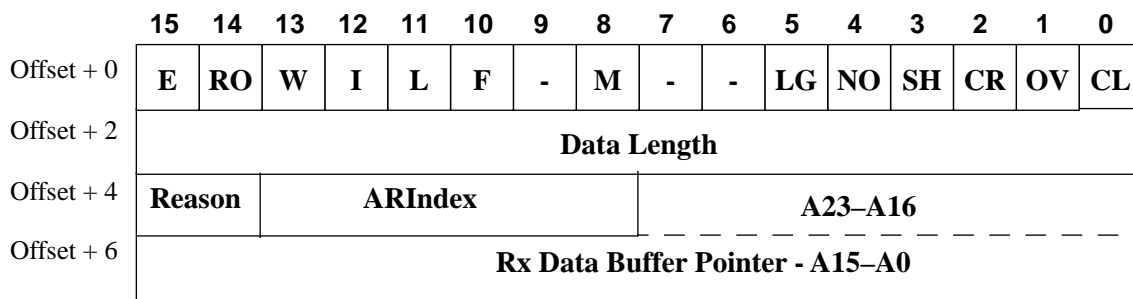 15 14 13 12 11 10 9 8 7 6 5 4 3 2 1 0
Offset + 0 E RO W I L F - M - - LG NO SH CR OV CL
Offset + 2 Data Length
Offset + 4 Reason ARIndex A23–A16
Offset + 6 Rx Data Buffer Pointer - A15–A0